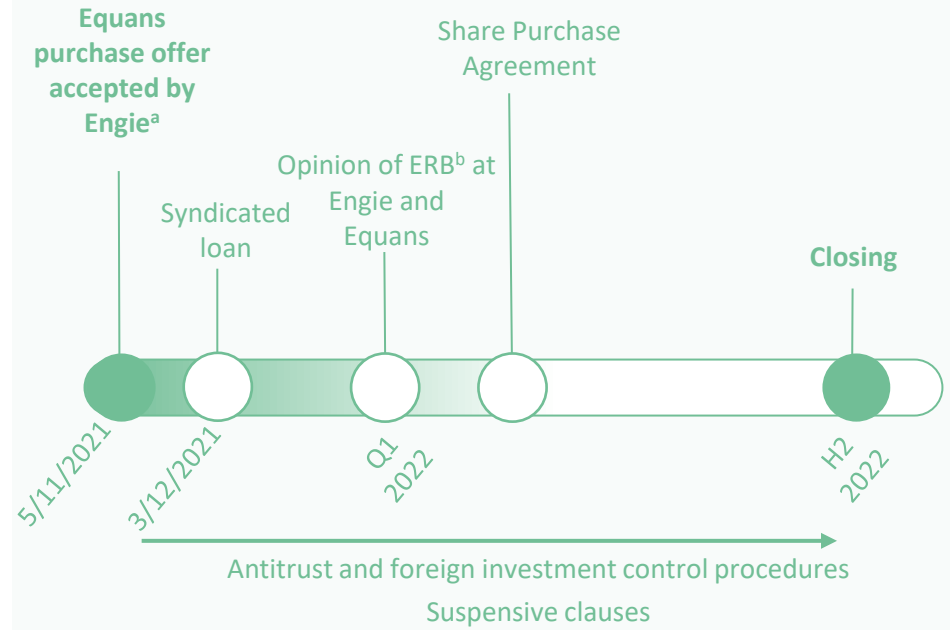 Equans
purchase offer
accepted by
Engieᵃ
Syndicated
loan
Opinion of ERBᵇ at
Engie and
Equans
Share Purchase
Agreement
Closing
5/11/2021
3/12/2021
Q1
2022
H2
2022
Antitrust and foreign investment control procedures
Suspensive clauses